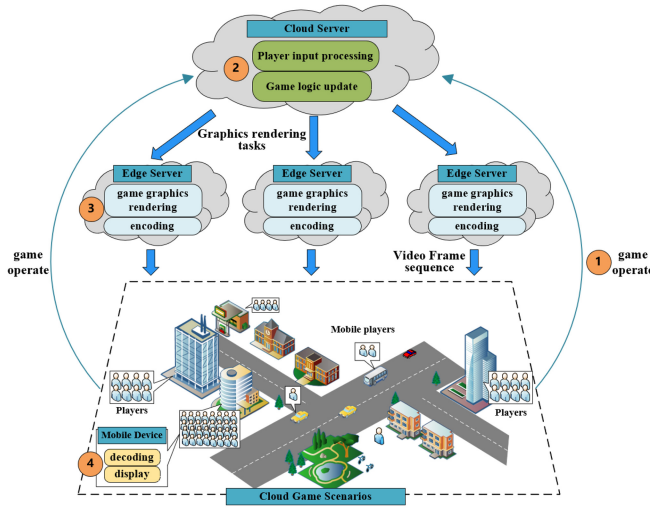 Cloud Server
2
Player input processing
Game logic update
Graphics rendering
tasks
Edge Server
Edge Server
Edge Server
3
game graphics
rendering
encoding
game graphics
rendering
encoding
game graphics
rendering
encoding
game
operate
Video Frame
sequence
1
game
operate
Mobile players
Players
Players
Mobile Device
4
decoding
display
Cloud Game Scenarios